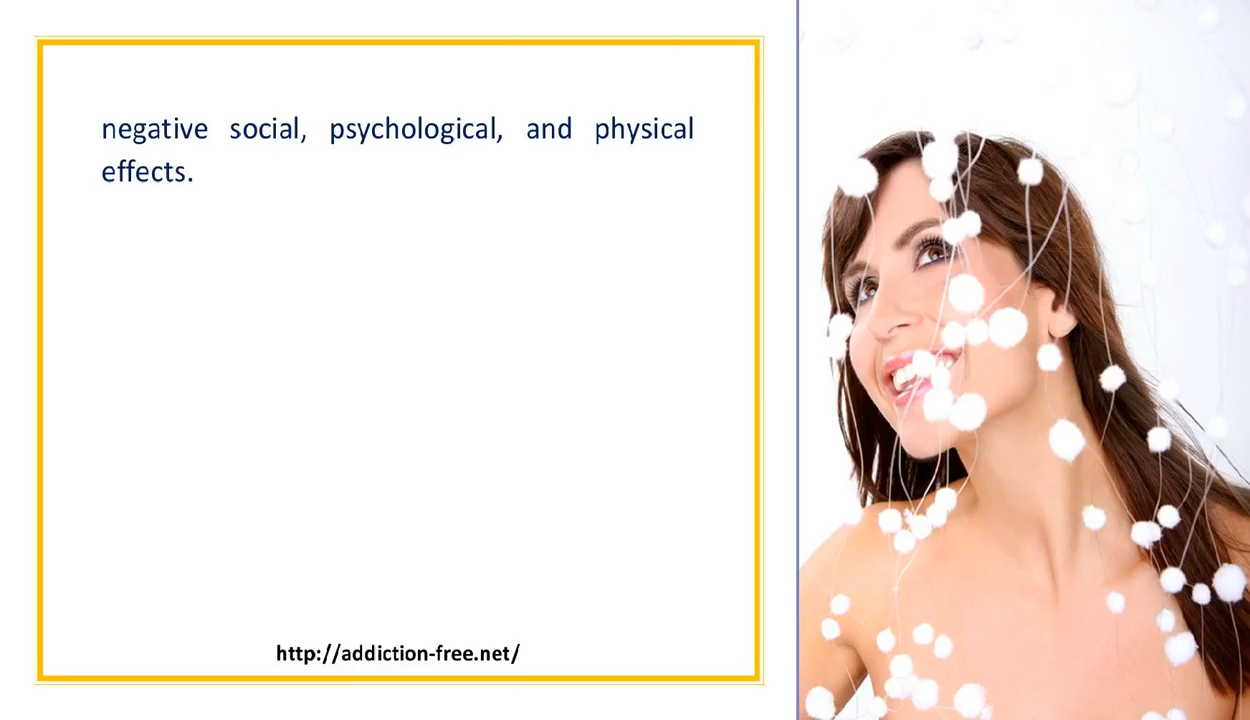 negative social, psychological, and physical
effects.
http://addiction-free.net/